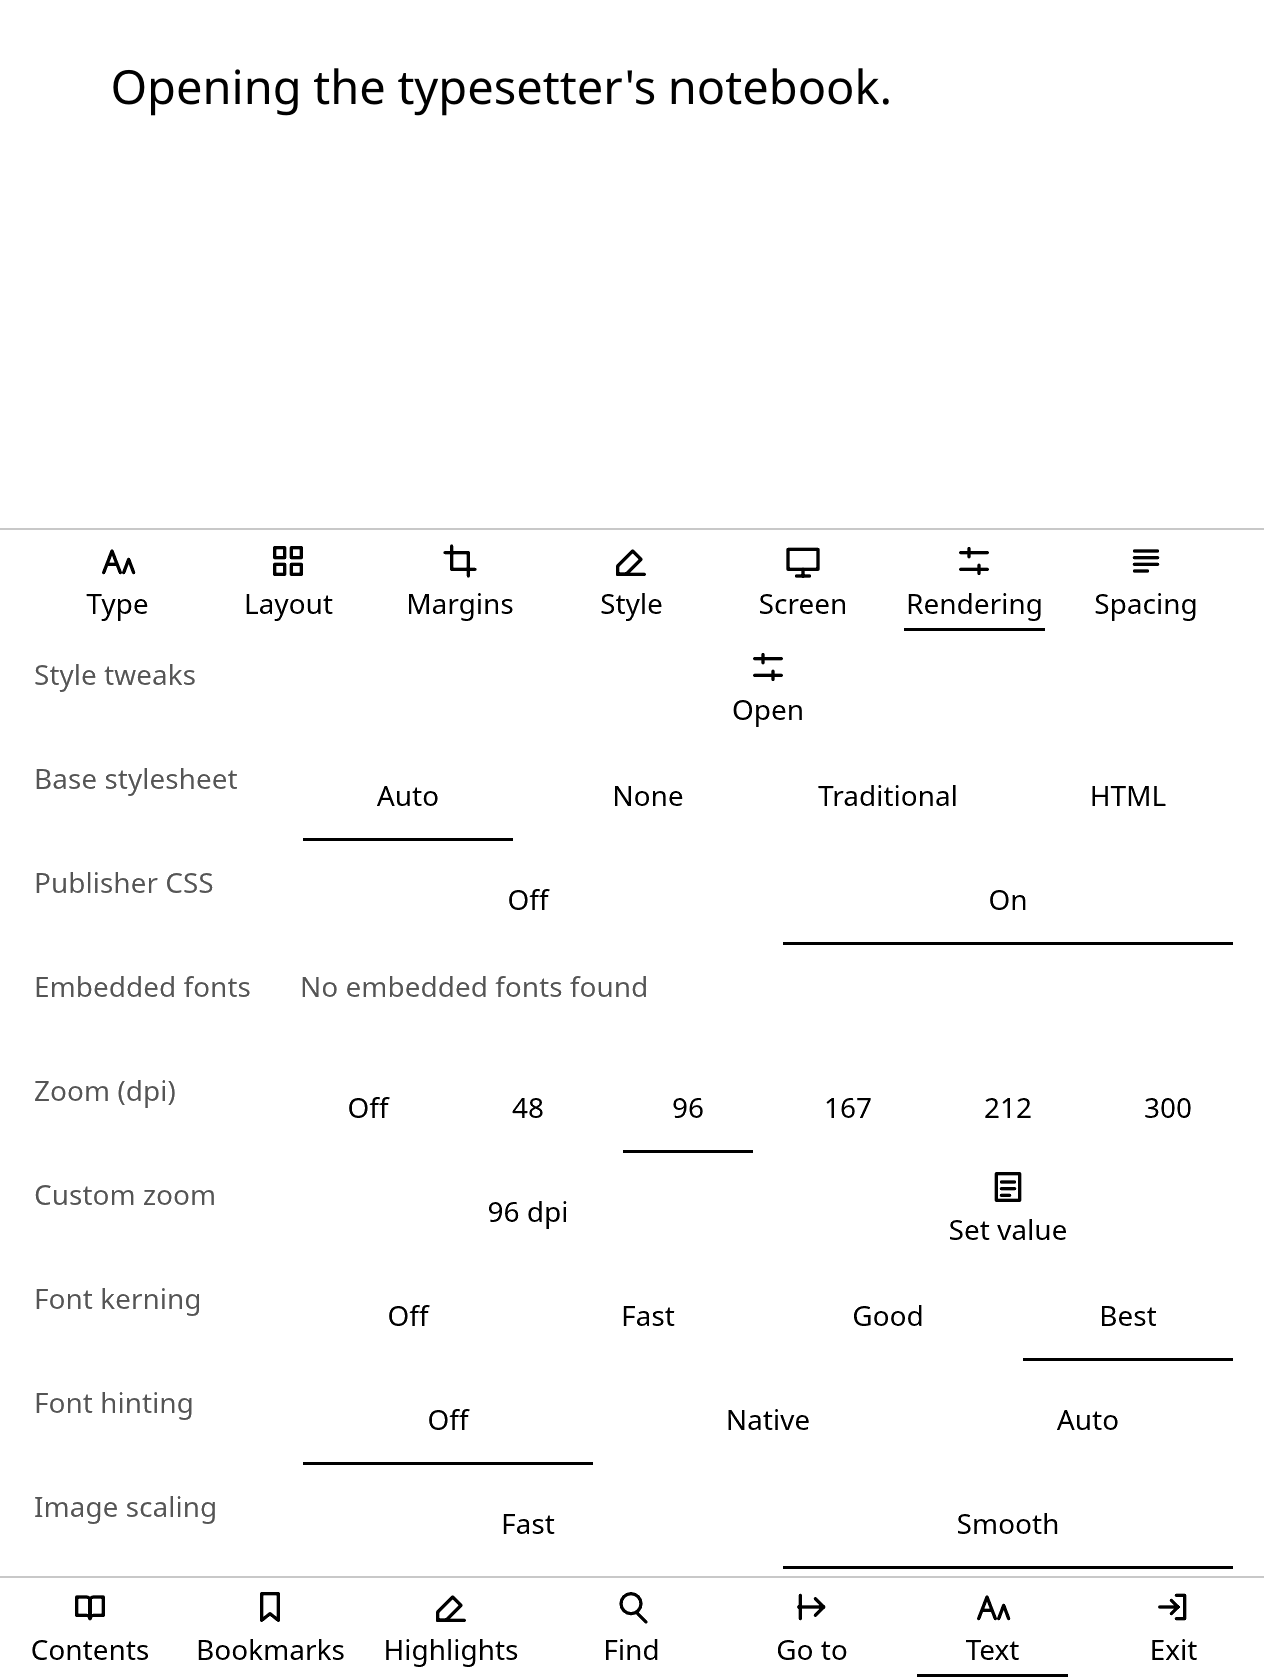 Opening the typesetter's notebook.
Type Layout Margins Style Screen Rendering Spacing
Style tweaks
Open
Base stylesheet Auto None Traditional HTML
Publisher CSS Off On
Embedded fonts No embedded fonts found
Zoom (dpi) Off 48 96 167 212 300
Custom zoom 96 dpi Set value
Font kerning Off Fast Good Best
Font hinting Off Native Auto
Image scaling Fast Smooth
Contents Bookmarks Highlights Find Go to Text Exit